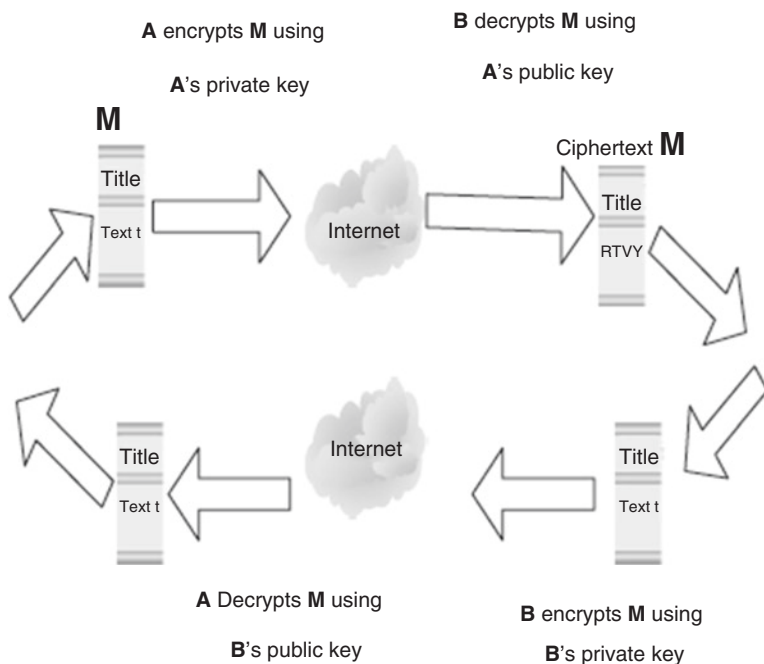 A encrypts M using
A's private key
B decrypts M using
A's public key
M
Title
Text t
Internet
Ciphertext M
Title
RTVY
Title
Text t
Internet
Title
Text t
A Decrypts M using
B's public key
B encrypts M using
B's private key